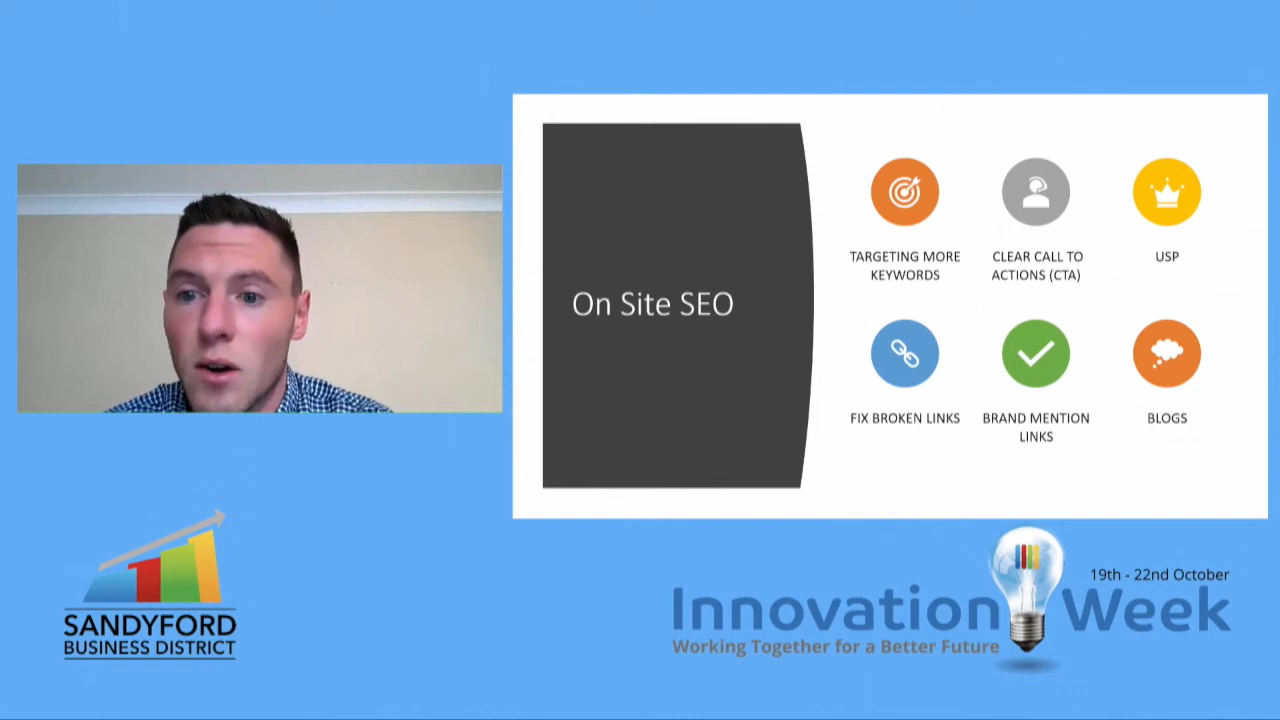 On Site SEO
TARGETING MORE
KEYWORDS
CLEAR CALL TO
ACTIONS (CTA)
USP
FIX BROKEN LINKS
BRAND MENTION
LINKS
BLOGS
SANDYFORD
BUSINESS DISTRICT
19th - 22nd October
Innovation Week
Working Together for a Better Future